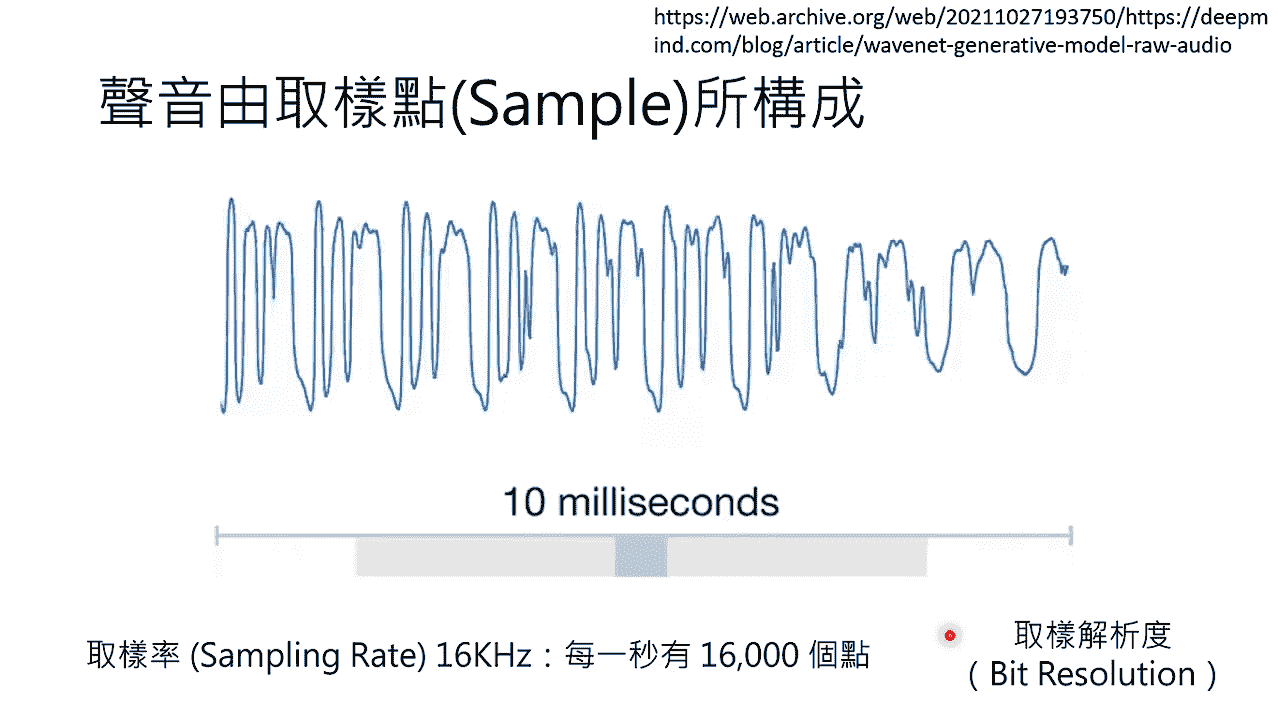 https://web.archive.org/web/20211027193750/https://deepm
ind.com/blog/article/wavenet-generative-model-raw-audio
聲音由取樣點(Sample)所構成
10 milliseconds
取樣率 (Sampling Rate) 16KHz：每一秒有 16,000 個點
取樣解析度
( Bit Resolution )